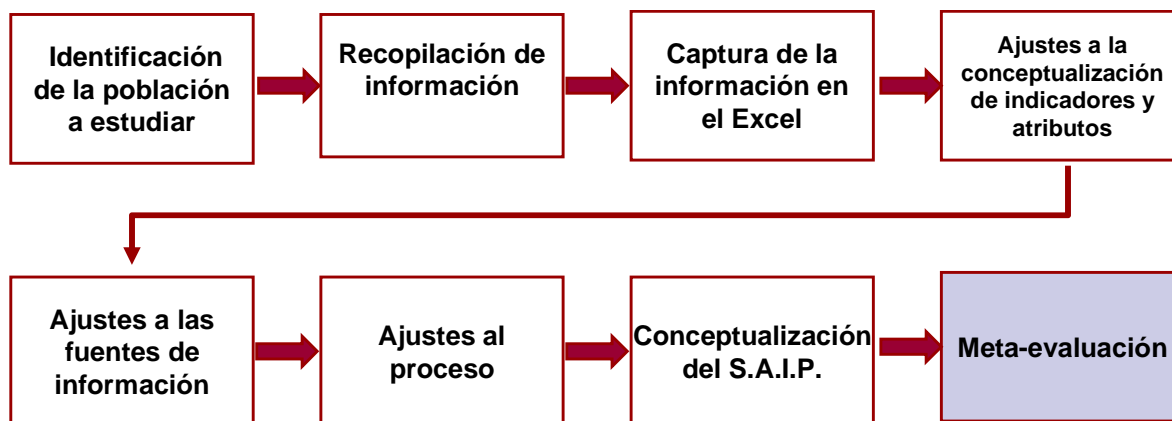 Identificación
de la población
a estudiar
Recopilación de
información
Captura de la
información en
el Excel
Ajustes a la
conceptualización
de indicadores y
atributos
Ajustes a las
fuentes de
información
Ajustes al
proceso
Conceptualización
del S.A.I.P.
Meta-evaluación